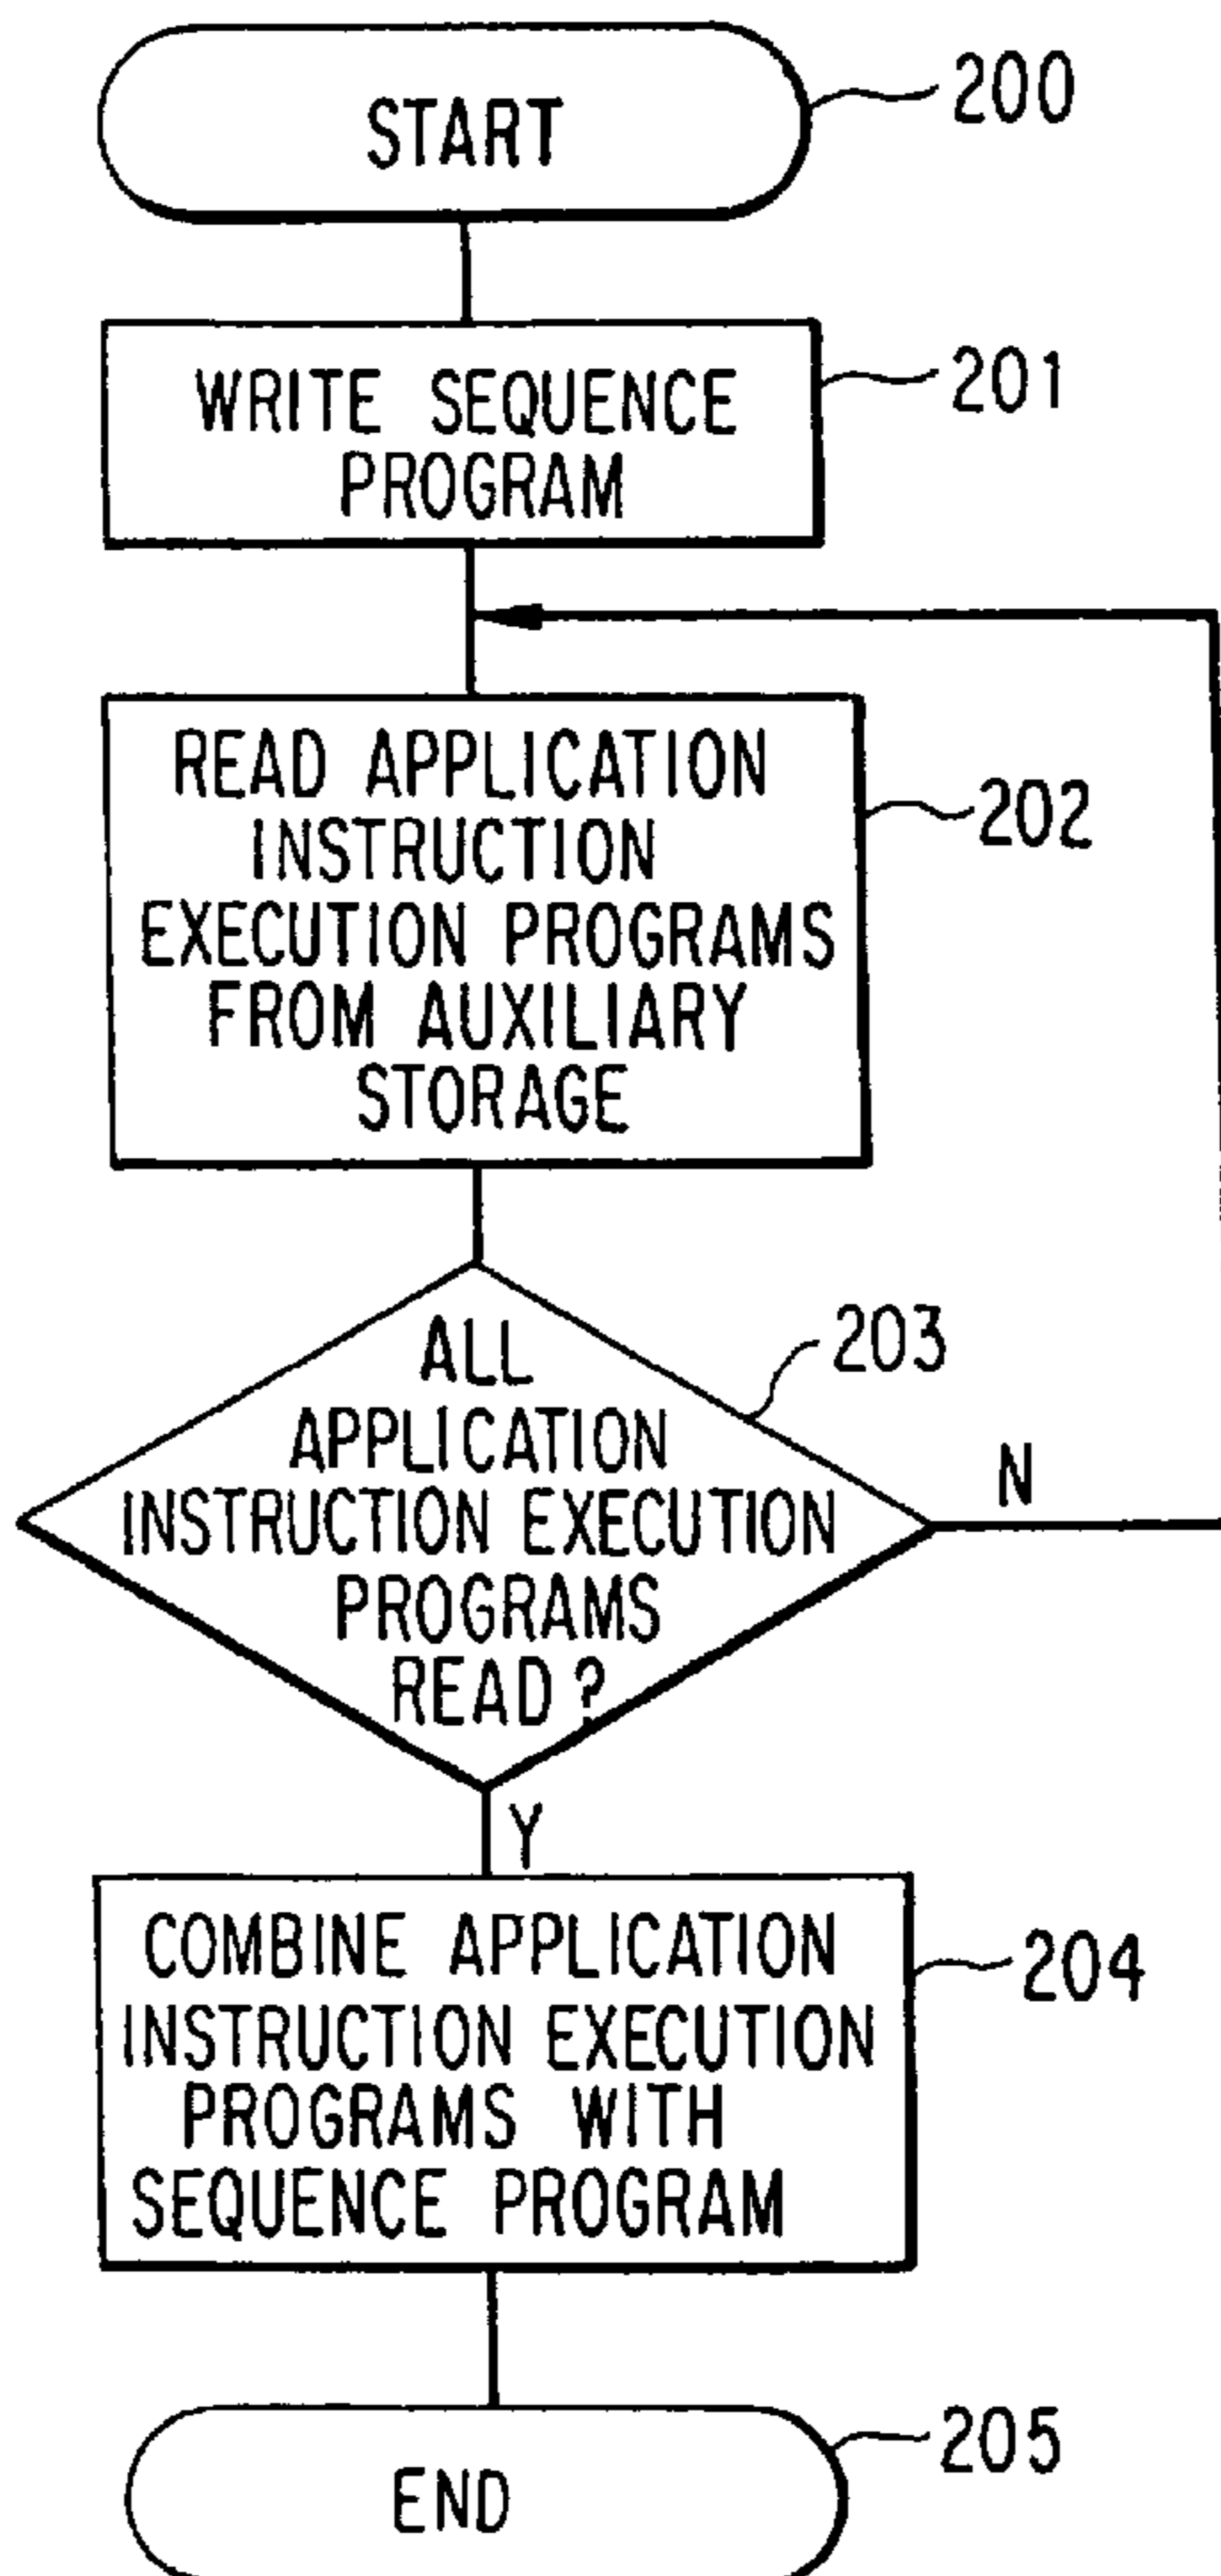 START
200
WRITE SEQUENCE
PROGRAM
201
READ APPLICATION
INSTRUCTION
EXECUTION PROGRAMS
FROM AUXILIARY
STORAGE
202
ALL
APPLICATION
INSTRUCTION EXECUTION
PROGRAMS
READ?
203
N
Y
COMBINE APPLICATION
INSTRUCTION EXECUTION
PROGRAMS WITH
SEQUENCE PROGRAM
204
END
205